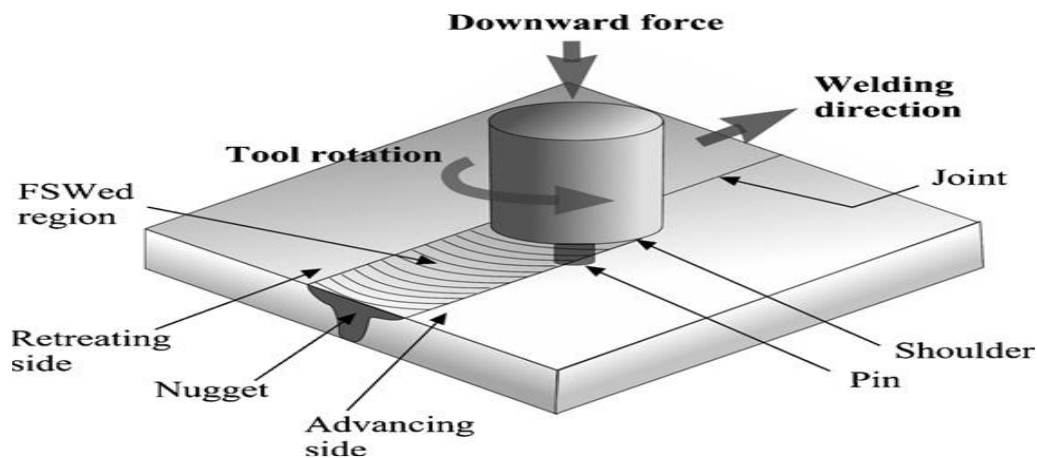 Downward force
Welding
direction
Tool rotation
FSWed
region
Joint
Retreating
side
Nugget
Advancing
side
Shoulder
Pin